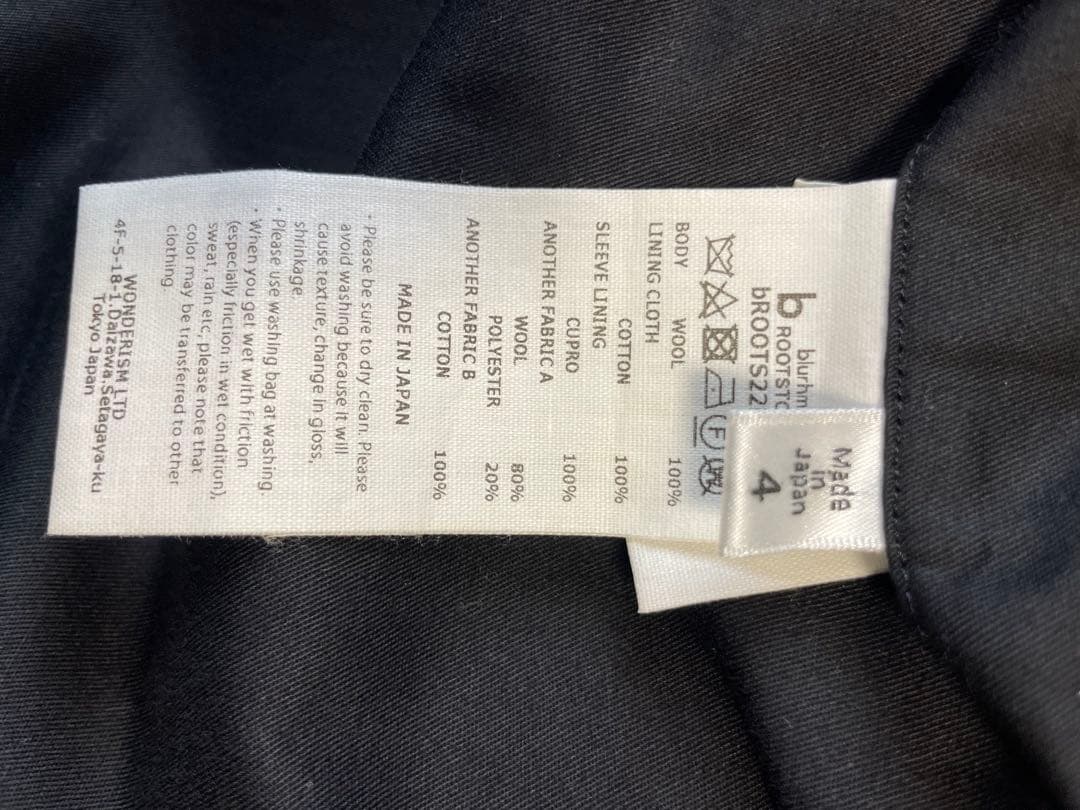 blurhm
b ROOTSTO
bROOTS22
F
BODY WOOL 100%
LINING CLOTH
COTTON 100%
SLEEVE LINING
CUPRO 100%
ANOTHER FABRIC A
WOOL 80%
POLYESTER 20%
ANOTHER FABRIC B
COTTON 100%
MADE IN JAPAN
・Please be sure to dry clean. Please
avoid washing because it will
cause texture, change in gloss,
shrinkage.
・Please use washing bag at washing.
・When you get wet with friction
(especially friction in wet condition),
sweat, rain etc, please note that
color may be transferred to other
clothing.
WONDERISM LTD
4F-5-18-1,Daizawa,Setagaya-ku
Tokyo Japan
Made
in
Japan
4